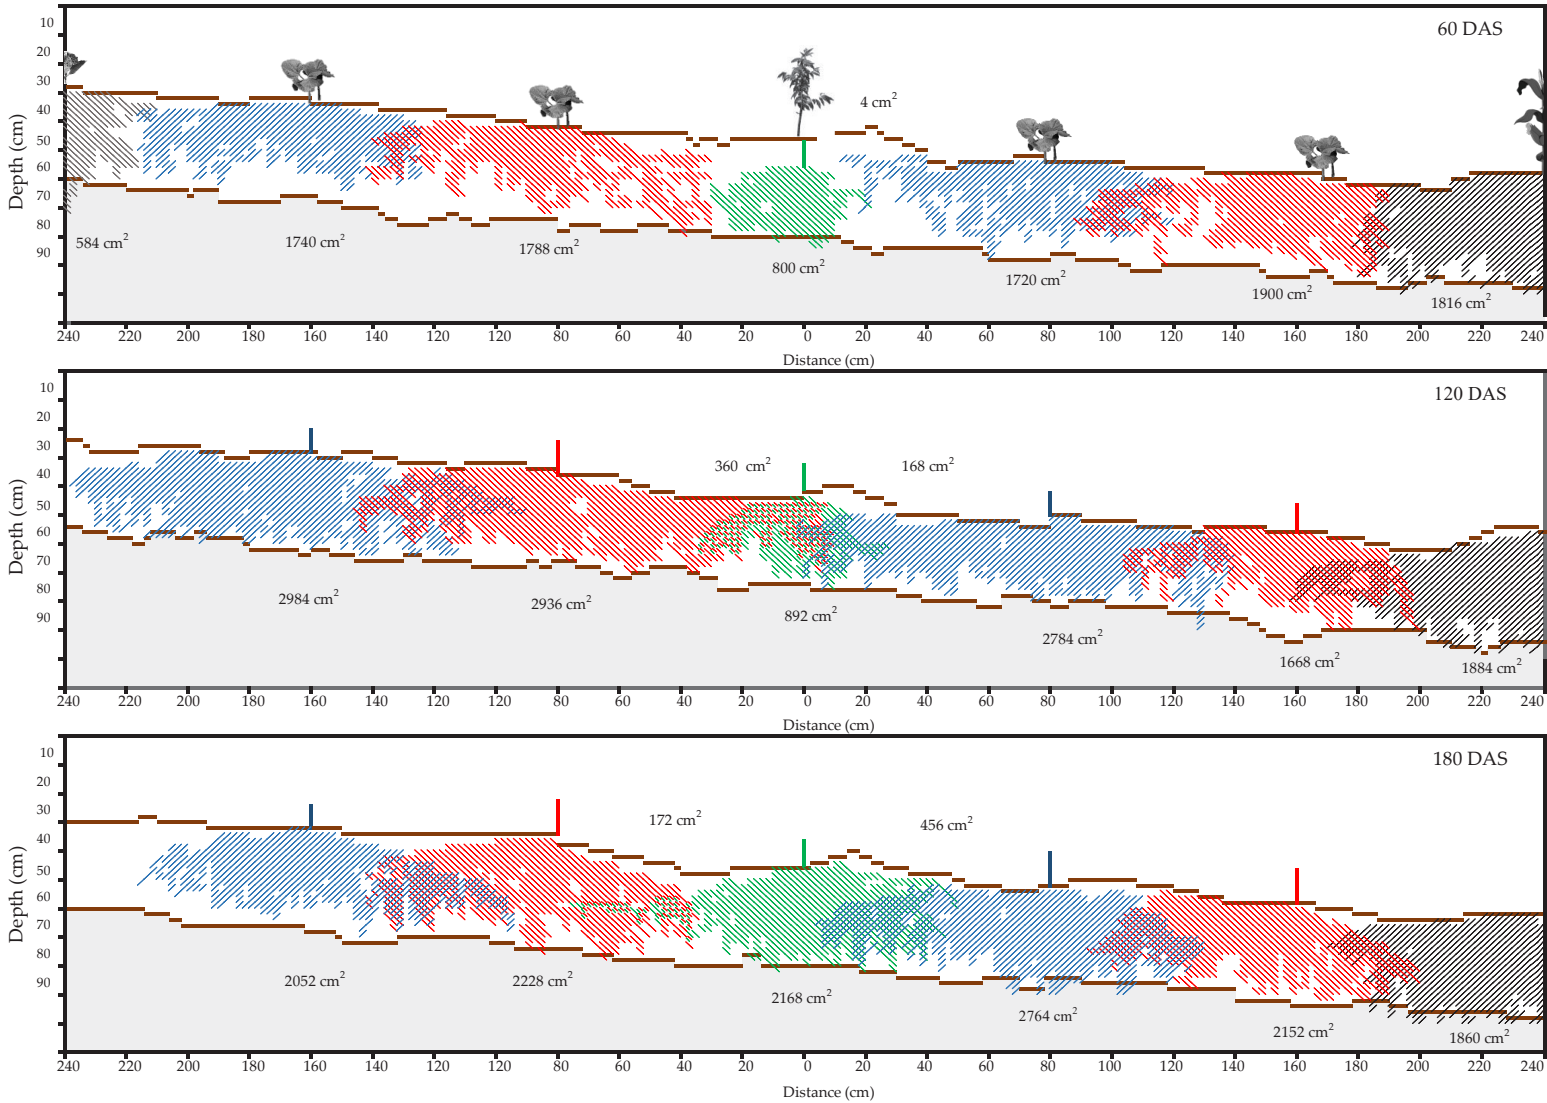 60 DAS
10
20
30
40
50
60
70
80
90
Depth (cm)
4 cm²
584 cm²
1740 cm²
1788 cm²
800 cm²
1720 cm²
1900 cm²
1816 cm²
240 220 200 180 160 140 120 100 80 60 40 20 0 20 40 60 80 100 120 140 160 180 200 220 240
Distance (cm)
120 DAS
10
20
30
40
50
60
70
80
90
Depth (cm)
360 cm²
168 cm²
2984 cm²
2936 cm²
892 cm²
2784 cm²
1668 cm²
1884 cm²
240 220 200 180 160 140 120 100 80 60 40 20 0 20 40 60 80 100 120 140 160 180 200 220 240
Distance (cm)
180 DAS
10
20
30
40
50
60
70
80
90
Depth (cm)
172 cm²
456 cm²
2052 cm²
2228 cm²
2168 cm²
2764 cm²
2152 cm²
1860 cm²
240 220 200 180 160 140 120 100 80 60 40 20 0 20 40 60 80 100 120 140 160 180 200 220 240
Distance (cm)